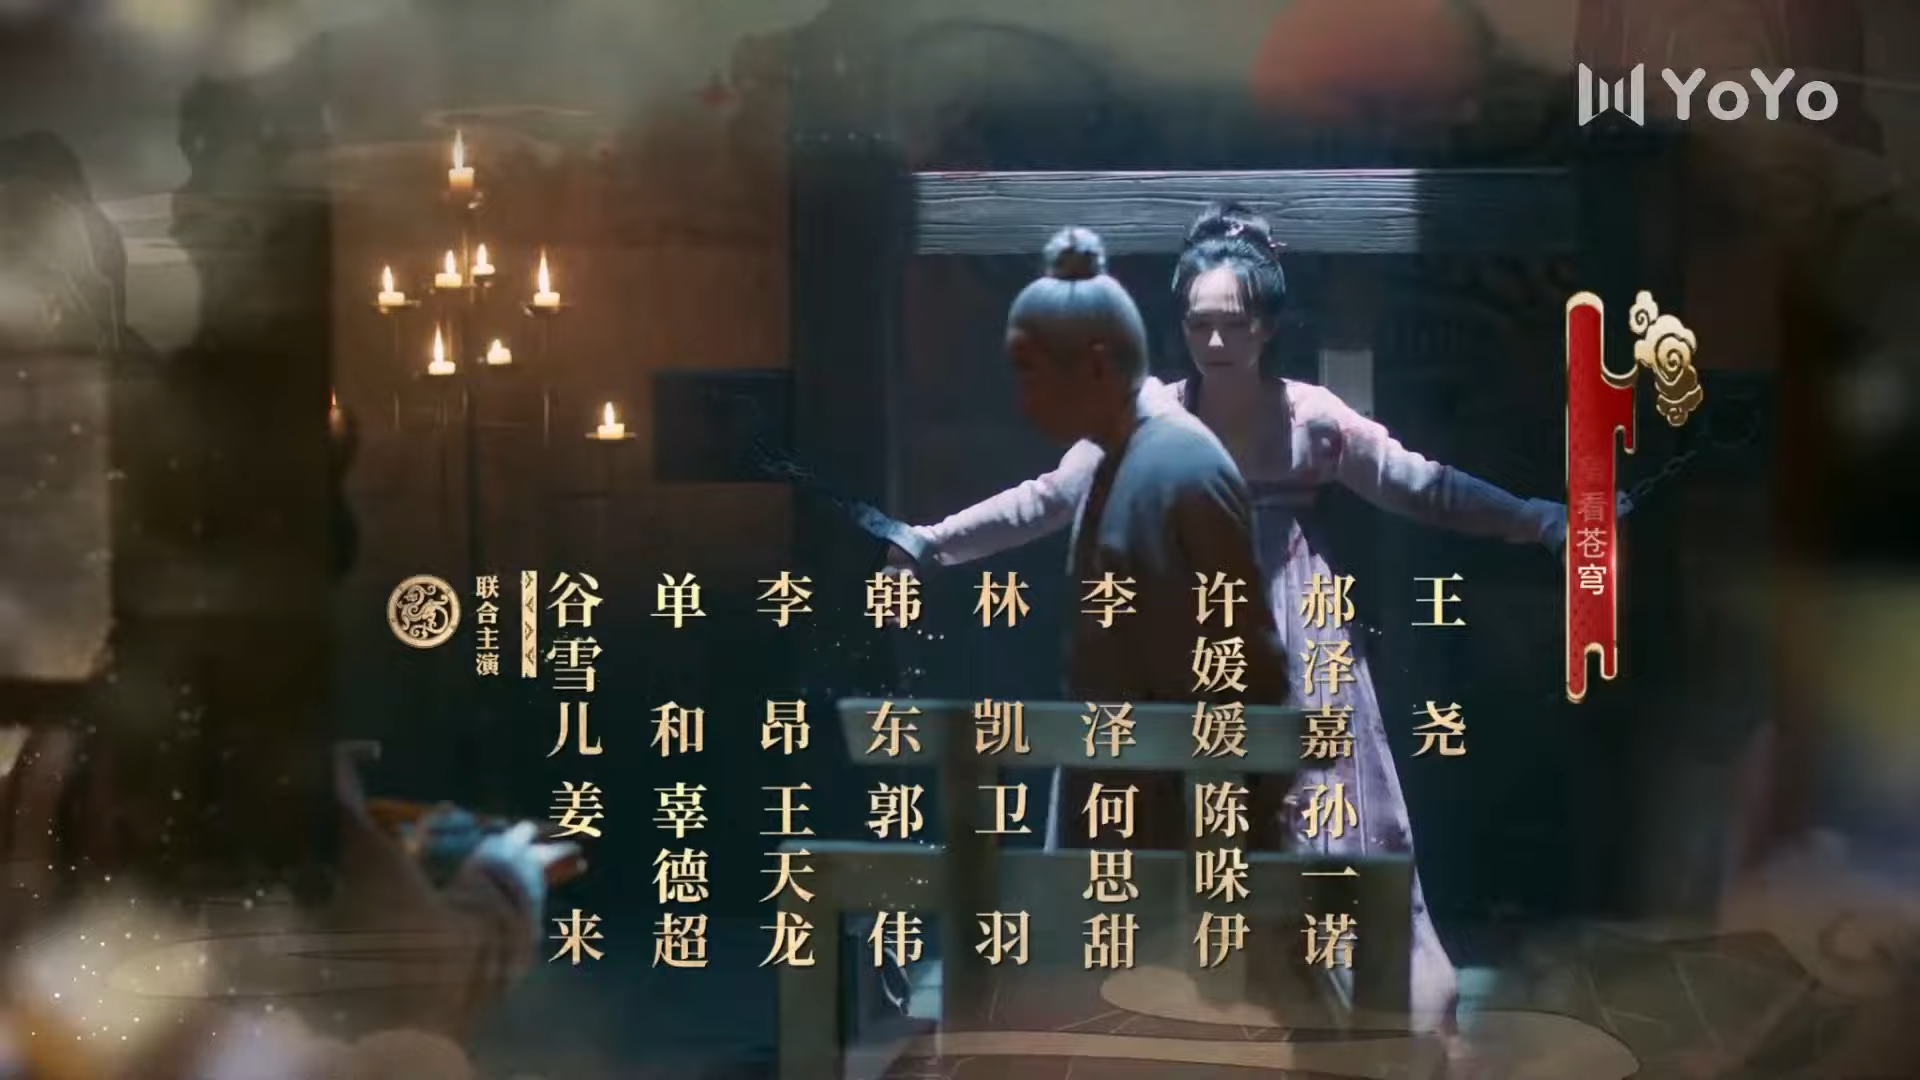 YoYo
看苍穹
联合主演
谷雪儿
单和
李昂
韩东
林凯
李泽
许媛媛
郝泽嘉
王尧
姜来
辜德超
王天龙
郭伟
卫羽
何思甜
陈哚伊
孙一诺